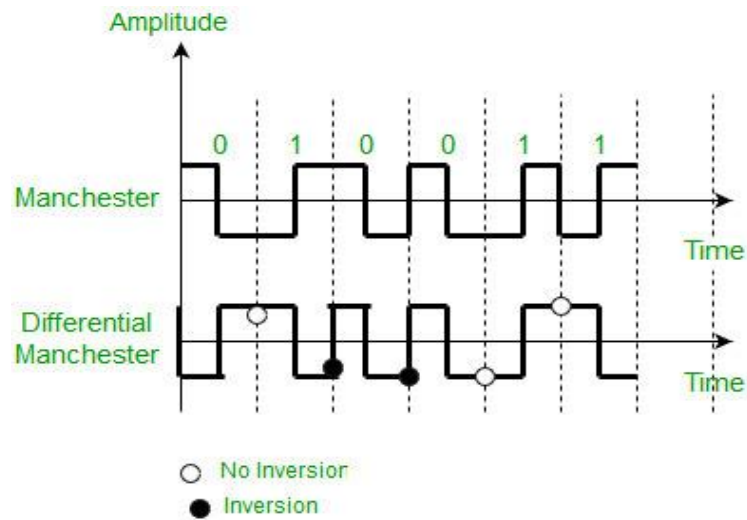 Amplitude
0 1 0 0 1 1
Manchester
Time
Differential
Manchester
Time
No Inversion
Inversion